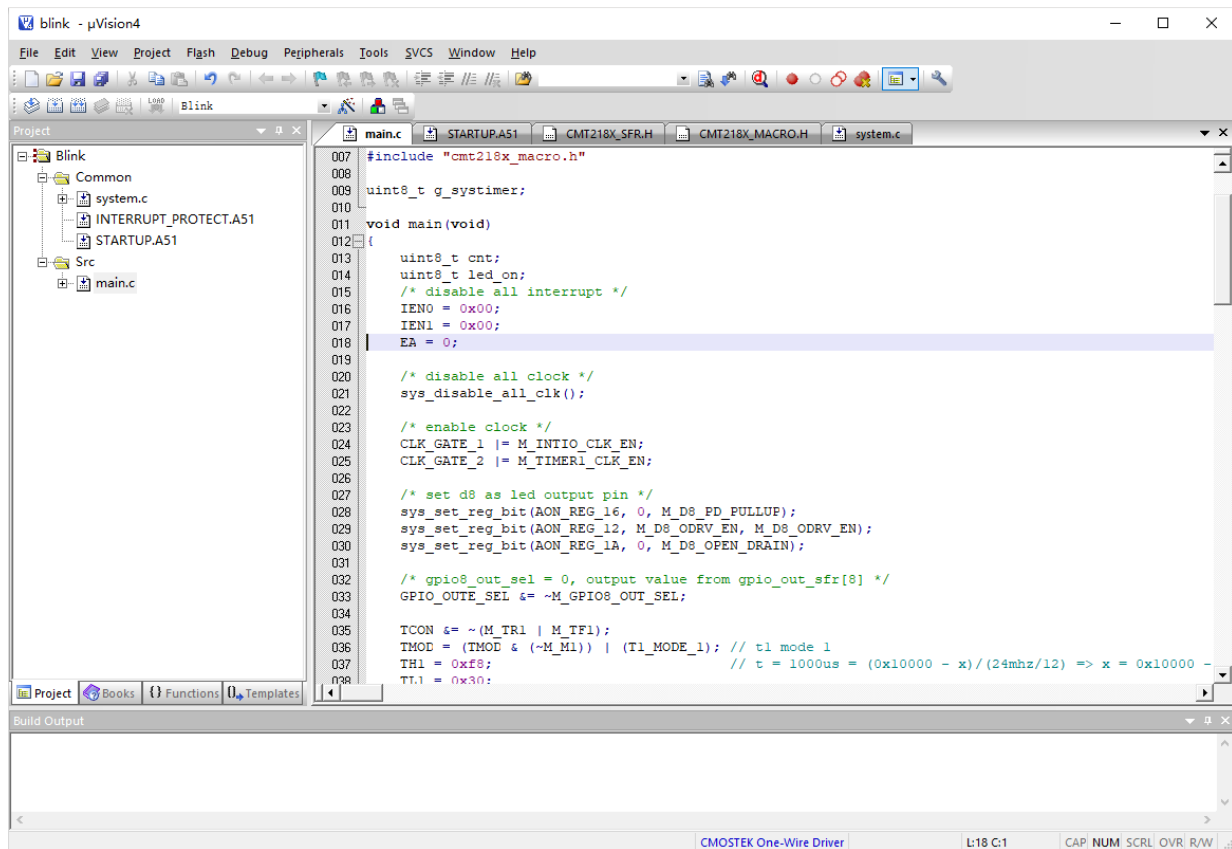 blink - µVision4
File Edit View Project Flash Debug Peripherals Tools SVCS Window Help
LOAD Blink
Project
Blink
Common
system.c
INTERRUPT_PROTECT.A51
STARTUP.A51
Src
main.c
Project Books {} Functions 0 Templates
main.c STARTUP.A51 CMT218X_SFR.H CMT218X_MACRO.H system.c
007 #include "cmt218x_macro.h"
008
009 uint8_t g_systimer;
010
011 void main(void)
012 {
013 uint8_t cnt;
014 uint8_t led_on;
015 /* disable all interrupt */
016 IEN0 = 0x00;
017 IEN1 = 0x00;
018 EA = 0;
019
020 /* disable all clock */
021 sys_disable_all_clk();
022
023 /* enable clock */
024 CLK_GATE_1 |= M_INTIO_CLK_EN;
025 CLK_GATE_2 |= M_TIMER1_CLK_EN;
026
027 /* set d8 as led output pin */
028 sys_set_reg_bit(AON_REG_16, 0, M_D8_PD_PULLUP);
029 sys_set_reg_bit(AON_REG_12, M_D8_ODRV_EN, M_D8_ODRV_EN);
030 sys_set_reg_bit(AON_REG_1A, 0, M_D8_OPEN_DRAIN);
031
032 /* gpio8_out_sel = 0, output value from gpio_out_sfr[8] */
033 GPIO_OUTE_SEL &= ~M_GPIO8_OUT_SEL;
034
035 TCON &= ~(M_TR1 | M_TF1);
036 TMOD = (TMOD & (~M_M1)) | (T1_MODE_1); // t1 mode 1
037 TH1 = 0xf8; // t = 1000us = (0x10000 - x)/(24mhz/12) => x = 0x10000 -
038 TL1 = 0x30;
Build Output
CMOSTEK One-Wire Driver L:18 C:1 CAP NUM SCRL OVR R/W